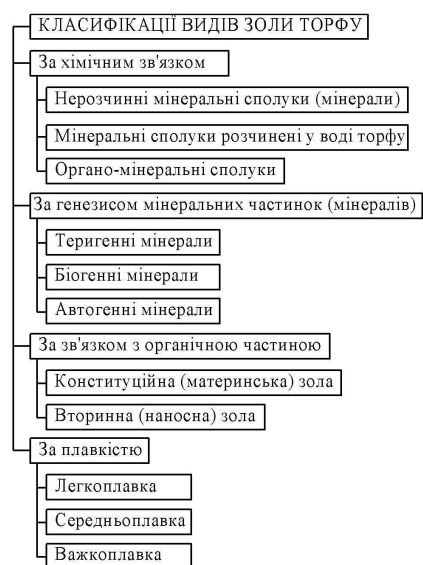 КЛАСИФІКАЦІЇ ВИДІВ ЗОЛИ ТОРФУ
За хімічним зв'язком
Нерозчинні мінеральні сполуки (мінерали)
Мінеральні сполуки розчинені у воді торфу
Органо-мінеральні сполуки
За генезисом мінеральних частинок (мінералів)
Теригенні мінерали
Біогенні мінерали
Автогенні мінерали
За зв'язком з органічною частиною
Конституційна (материнська) зола
Вторинна (наносна) зола
За плавкістю
Легкоплавка
Середньоплавка
Важкоплавка